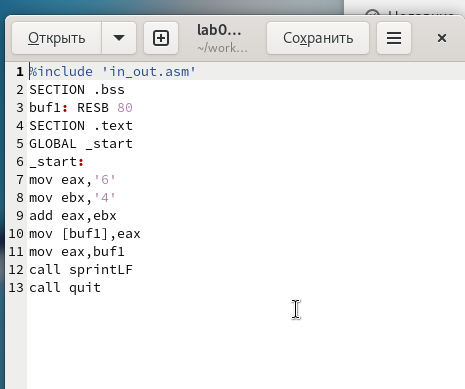 Открыть
lab0...
~/work...
Сохранить
1 %include 'in_out.asm'
2 SECTION .bss
3 buf1: RESB 80
4 SECTION .text
5 GLOBAL _start
6 _start:
7 mov eax,'6'
8 mov ebx,'4'
9 add eax,ebx
10 mov [buf1],eax
11 mov eax,buf1
12 call sprintLF
13 call quit